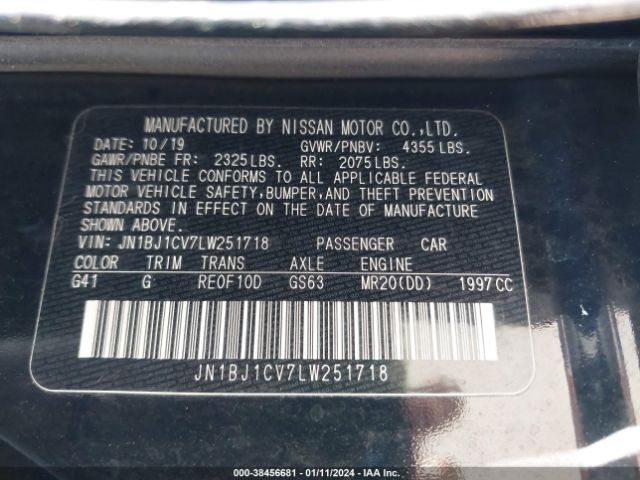 MANUFACTURED BY NISSAN MOTOR CO.,LTD.
DATE: 10/19 GVWR/PNBV: 4355 LBS.
GAWR/PNBE FR: 2325 LBS. RR: 2075 LBS.
THIS VEHICLE CONFORMS TO ALL APPLICABLE FEDERAL
MOTOR VEHICLE SAFETY, BUMPER, AND THEFT PREVENTION
STANDARDS IN EFFECT ON THE DATE OF MANUFACTURE
SHOWN ABOVE.
VIN: JN1BJ1CV7LW251718 PASSENGER CAR
COLOR TRIM TRANS AXLE ENGINE
G41 G RE0F10D GS63 MR20(DD) 1997 CC
JN1BJ1CV7LW251718
000-38456681 - 01/11/2024 - IAA Inc.